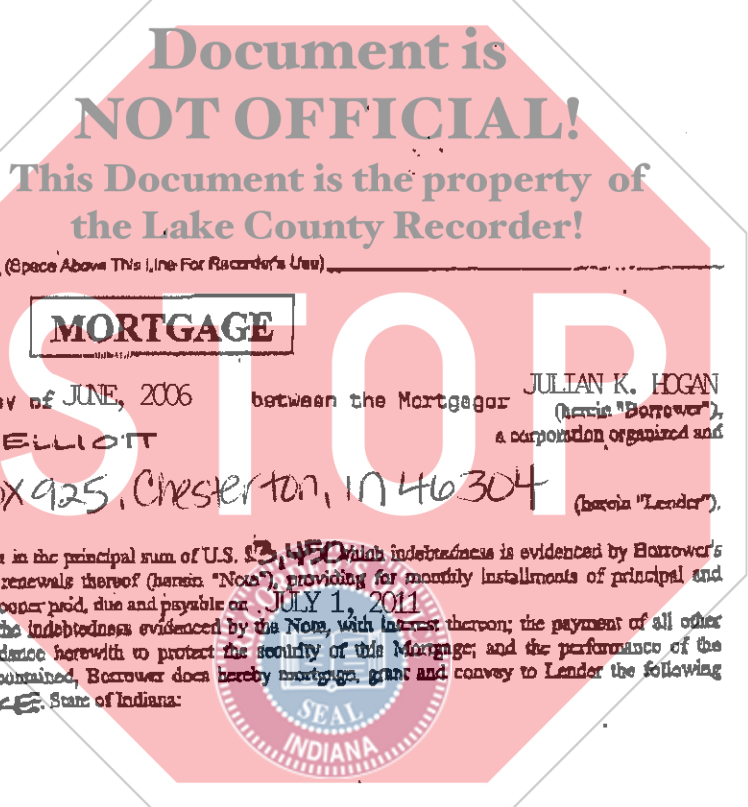 Document is
NOT OFFICIAL!
This Document is the property of
the Lake County Recorder!
(Space Above This Line For Recorder's Use)
STOP
MORTGAGE
of JUNE, 2006 between the Mortgagor JULIAN K. HOGAN
(herein "Borrower"),
ELLIOTT a corporation organized and
925, Chesterton, IN 46304 (herein "Lender").
in the principal sum of U.S. $ which indebtedness is evidenced by Borrower's
renewals thereof (herein "Note"), providing for monthly installments of principal and
paid, due and payable on JULY 1, 2011
indebtedness evidenced by the Note, with interest thereon; the payment of all other
herewith to protect the security of this Mortgage; and the performance of the
contained, Borrower does hereby mortgage, grant and convey to Lender the following
State of Indiana:
SEAL
INDIANA